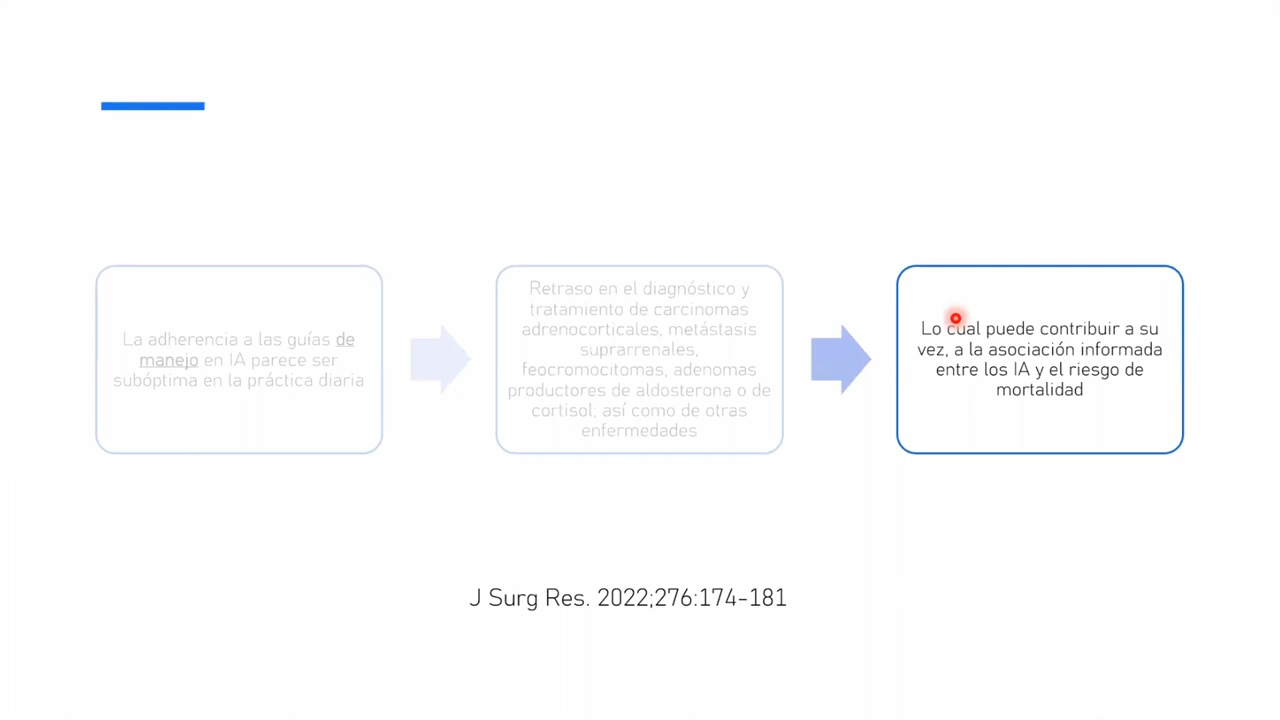 La adherencia a las guías de
manejo en IA parece ser
subóptima en la práctica diaria
Retraso en el diagnóstico y
tratamiento de carcinomas
adrenocorticales, metástasis
suprarrenales,
feocromocitomas, adenomas
productores de aldosterona o de
cortisol; así como de otras
enfermedades
Lo cual puede contribuir a su
vez, a la asociación informada
entre los IA y el riesgo de
mortalidad
J Surg Res. 2022;276:174-181